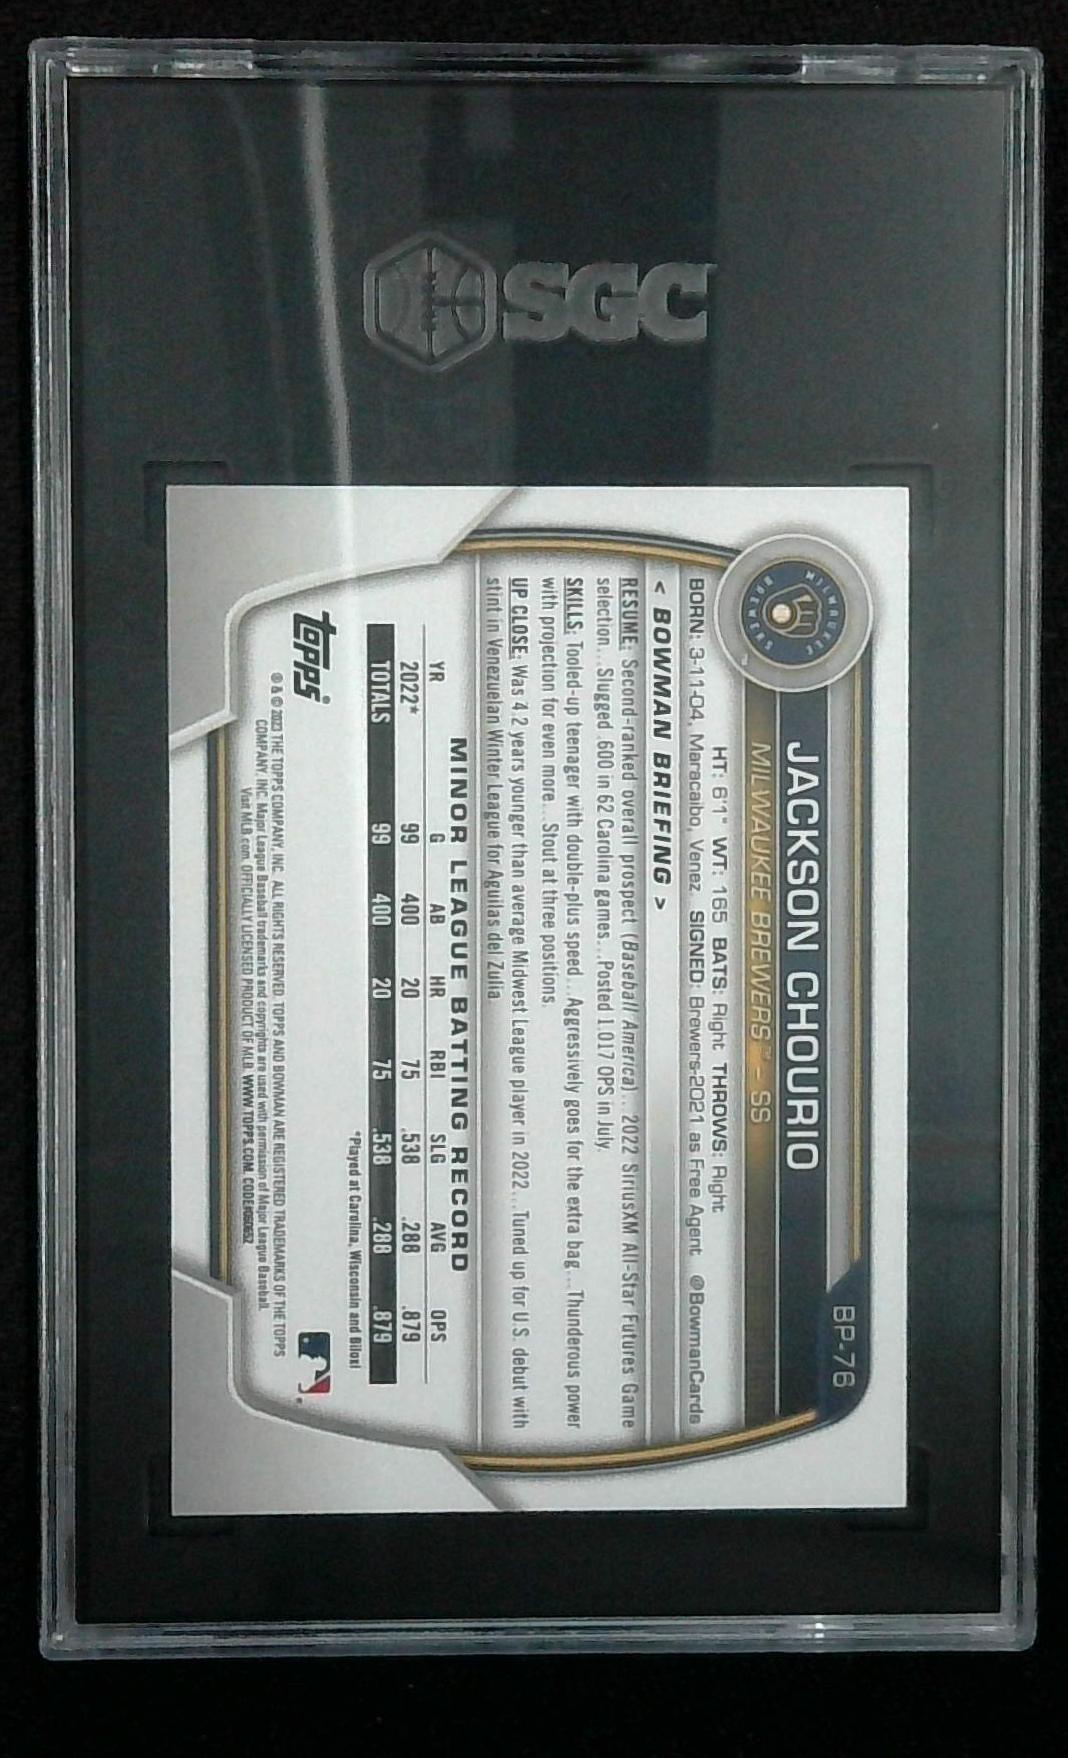 SGC
BP-76
JACKSON CHOURIO
MILWAUKEE BREWERS™ - SS
MILWAUKEE
BREWERS
HT: 6'1" WT: 165 BATS: Right THROWS: Right
BORN: 3-11-04, Maracaibo, Venez. SIGNED: Brewers-2021 as Free Agent @BowmanCards
< BOWMAN BRIEFING >
RESUME: Second-ranked overall prospect (Baseball America)...2022 SiriusXM All-Star Futures Game
selection...Slugged .600 in 62 Carolina games...Posted 1.017 OPS in July.
SKILLS: Tooled-up teenager with double-plus speed...Aggressively goes for the extra bag...Thunderous power
with projection for even more...Stout at three positions.
UP CLOSE: Was 4.2 years younger than average Midwest League player in 2022...Tuned up for U.S. debut with
stint in Venezuelan Winter League for Aguilas del Zulia.
MINOR LEAGUE BATTING RECORD
YR G AB HR RBI SLG AVG OPS
2022* 99 400 20 75 .538 .288 .879
TOTALS 99 400 20 75 .538 .288 .879
*Played at Carolina, Wisconsin and Biloxi
topps
® & © 2023 THE TOPPS COMPANY, INC. ALL RIGHTS RESERVED. TOPPS AND BOWMAN ARE REGISTERED TRADEMARKS OF THE TOPPS
COMPANY, INC. Major League Baseball trademarks and copyrights are used with permission of Major League Baseball.
Visit MLB.com. OFFICIALLY LICENSED PRODUCT OF MLB. WWW.TOPPS.COM.